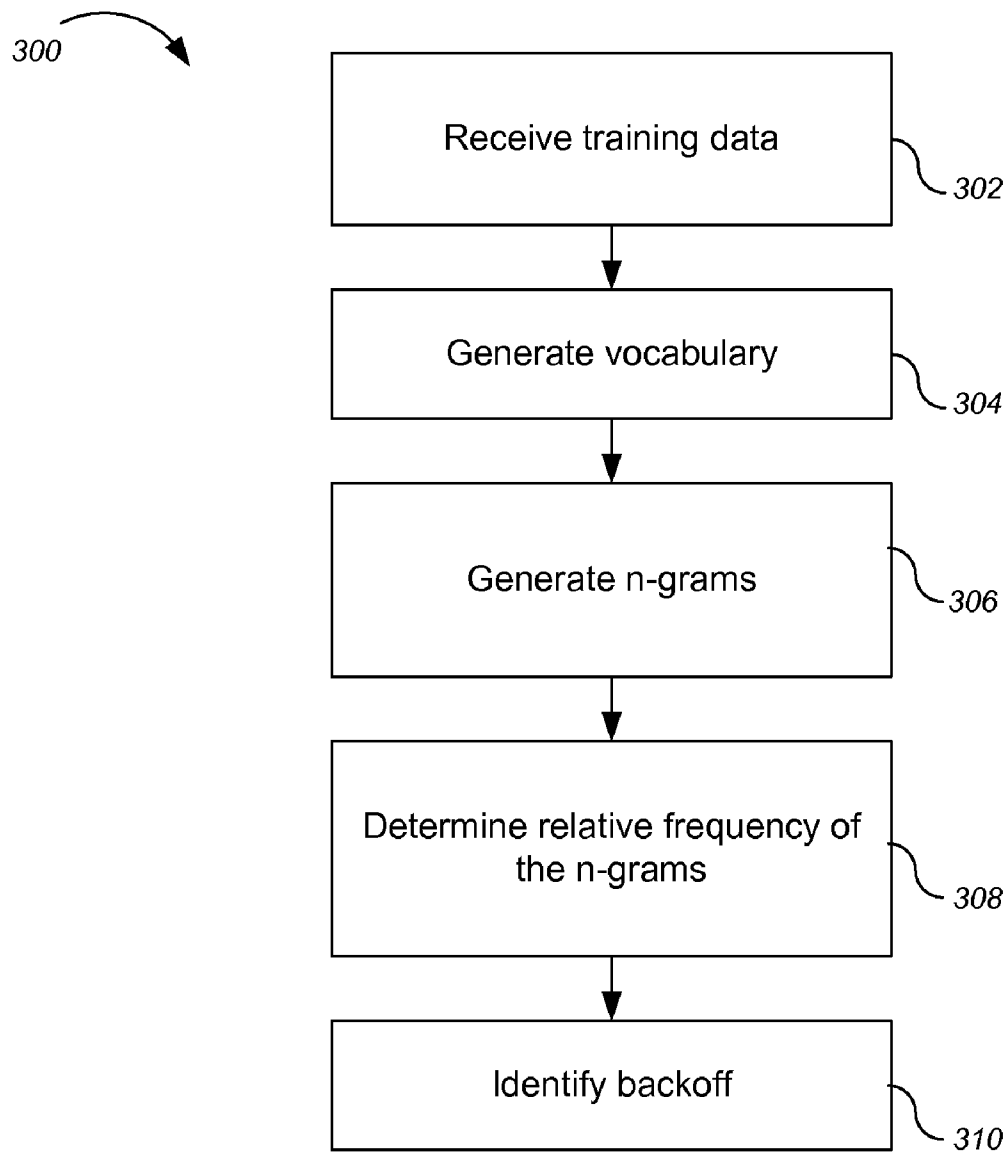 300
Receive training data
302
Generate vocabulary
304
Generate n-grams
306
Determine relative frequency of
the n-grams
308
Identify backoff
310